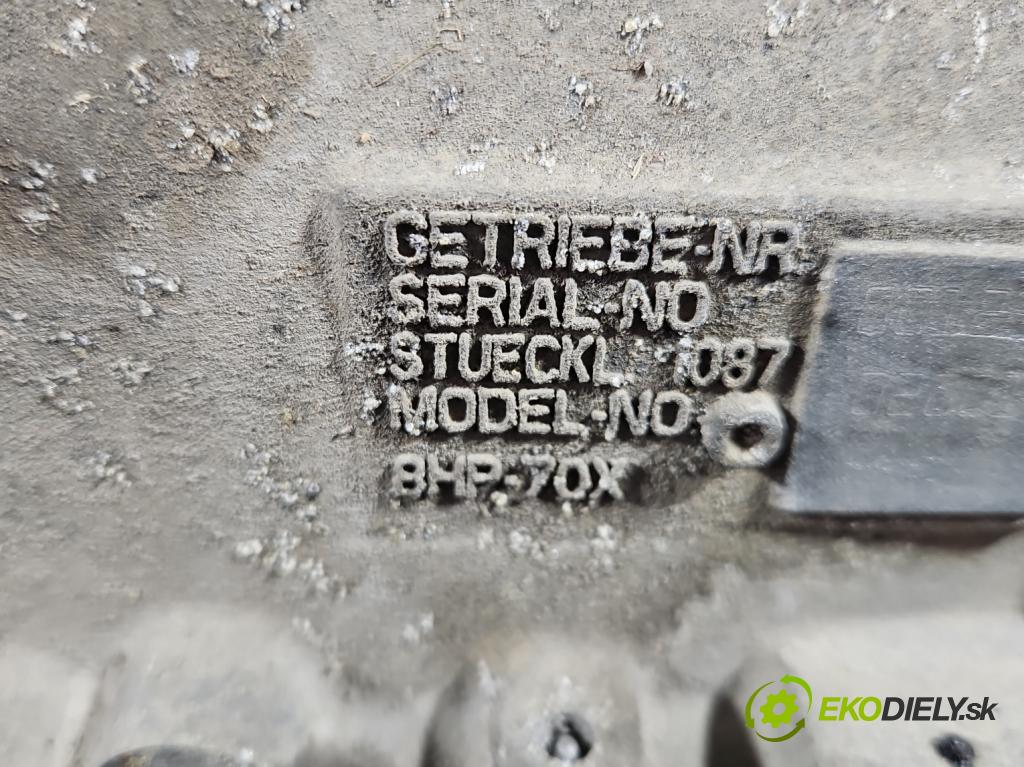 GETRIEBE-NR.
SERIAL-NO
STUECKL. 1087
MODEL-NO.
8HP-70X
EKODIELY.sk